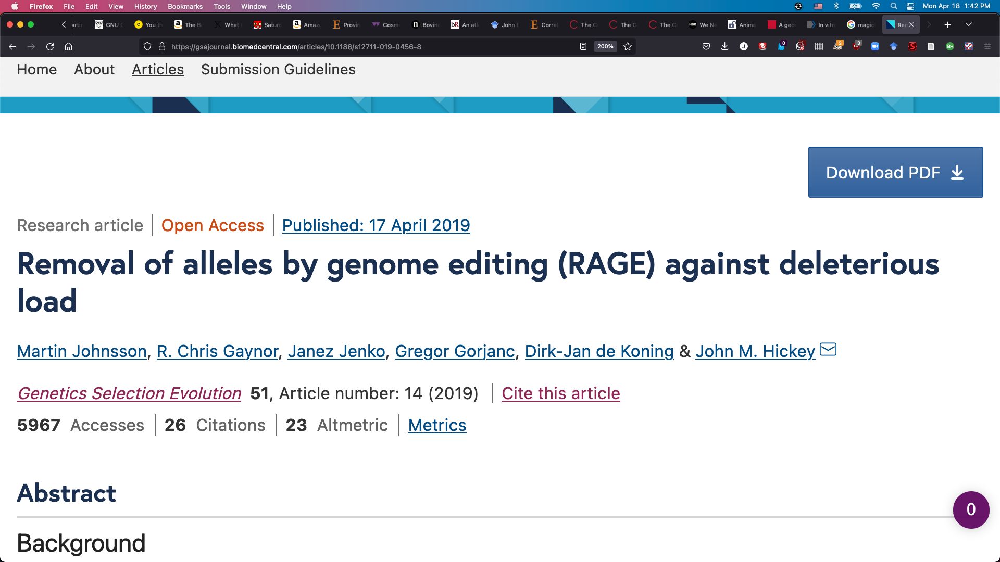 Firefox File Edit View History Bookmarks Tools Window Help Mon Apr 18 1:42 PM
GNU You th The B What Satur Amaz Provin Cosmi Bovine An atl John Corre The C The C The C HBR We Ne Anima A geo In vitr magic Re
https://gsejournal.biomedcentral.com/articles/10.1186/s12711-019-0456-8 200%
Home About Articles Submission Guidelines
Download PDF
Research article Open Access Published: 17 April 2019
Removal of alleles by genome editing (RAGE) against deleterious
load
Martin Johnsson, R. Chris Gaynor, Janez Jenko, Gregor Gorjanc, Dirk-Jan de Koning & John M. Hickey
Genetics Selection Evolution 51, Article number: 14 (2019) Cite this article
5967 Accesses 26 Citations 23 Altmetric Metrics
Abstract
0
Background